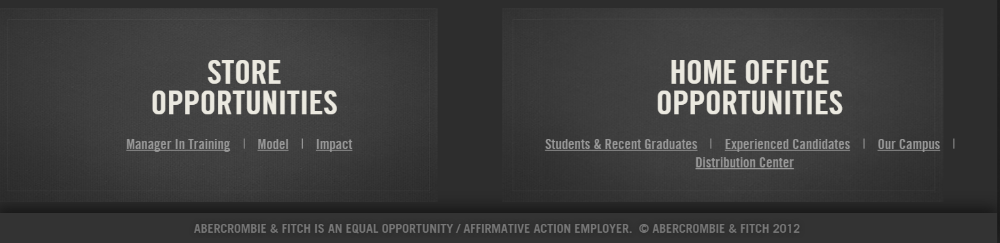 STORE
OPPORTUNITIES
Manager In Training | Model | Impact
HOME OFFICE
OPPORTUNITIES
Students & Recent Graduates | Experienced Candidates | Our Campus |
Distribution Center
ABERCROMBIE & FITCH IS AN EQUAL OPPORTUNITY / AFFIRMATIVE ACTION EMPLOYER. © ABERCROMBIE & FITCH 2012